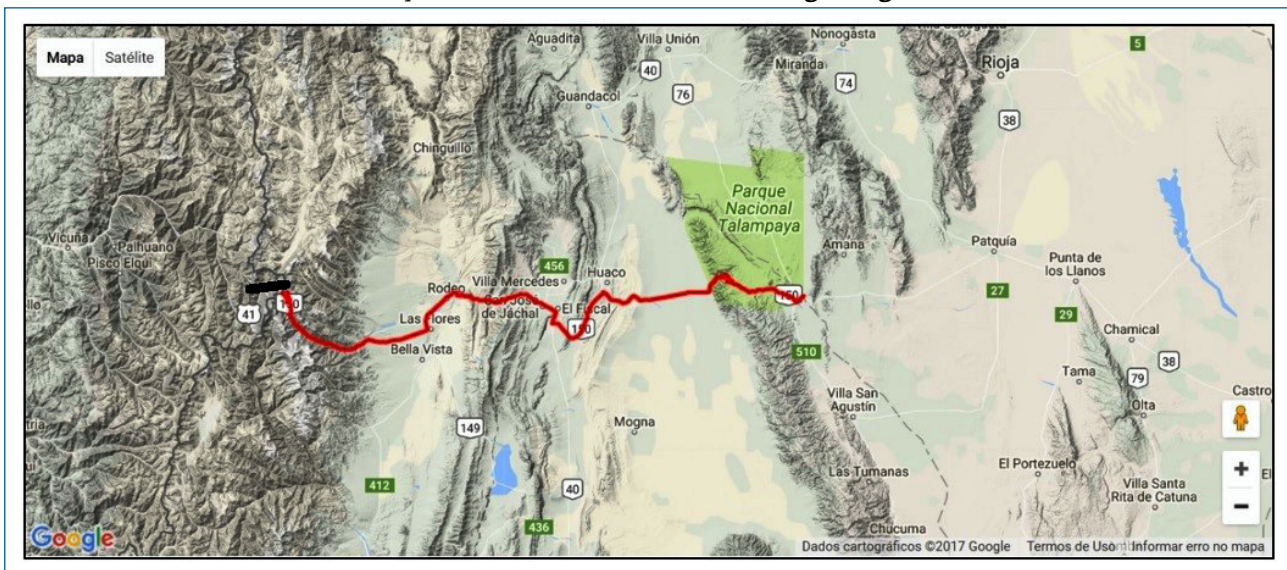 Mapa Satélite
Aguadita
Villa Unión
Nonogasta
Miranda
Rioja
5
40
76
74
38
Guandacol
Chinguillo
Parque
Nacional
Talampaya
Vicuña
Paihuano
Pisco Elqui
Amana
Patquía
Punta de
los Llanos
456
Huaco
Rodeo
Villa Mercedes
San José
de Jáchal
El Fiscal
150
41
Las Flores
Bella Vista
150
27
29
Chamical
510
38
79
Tama
Castro
Olta
Villa San
Agustín
Mogna
149
412
40
436
Las Tumanas
El Portezuelo
Villa Santa
Rita de Catuna
Chucuma
+
−
Google
Dados cartográficos ©2017 Google Termos de Uso Informar erro no mapa